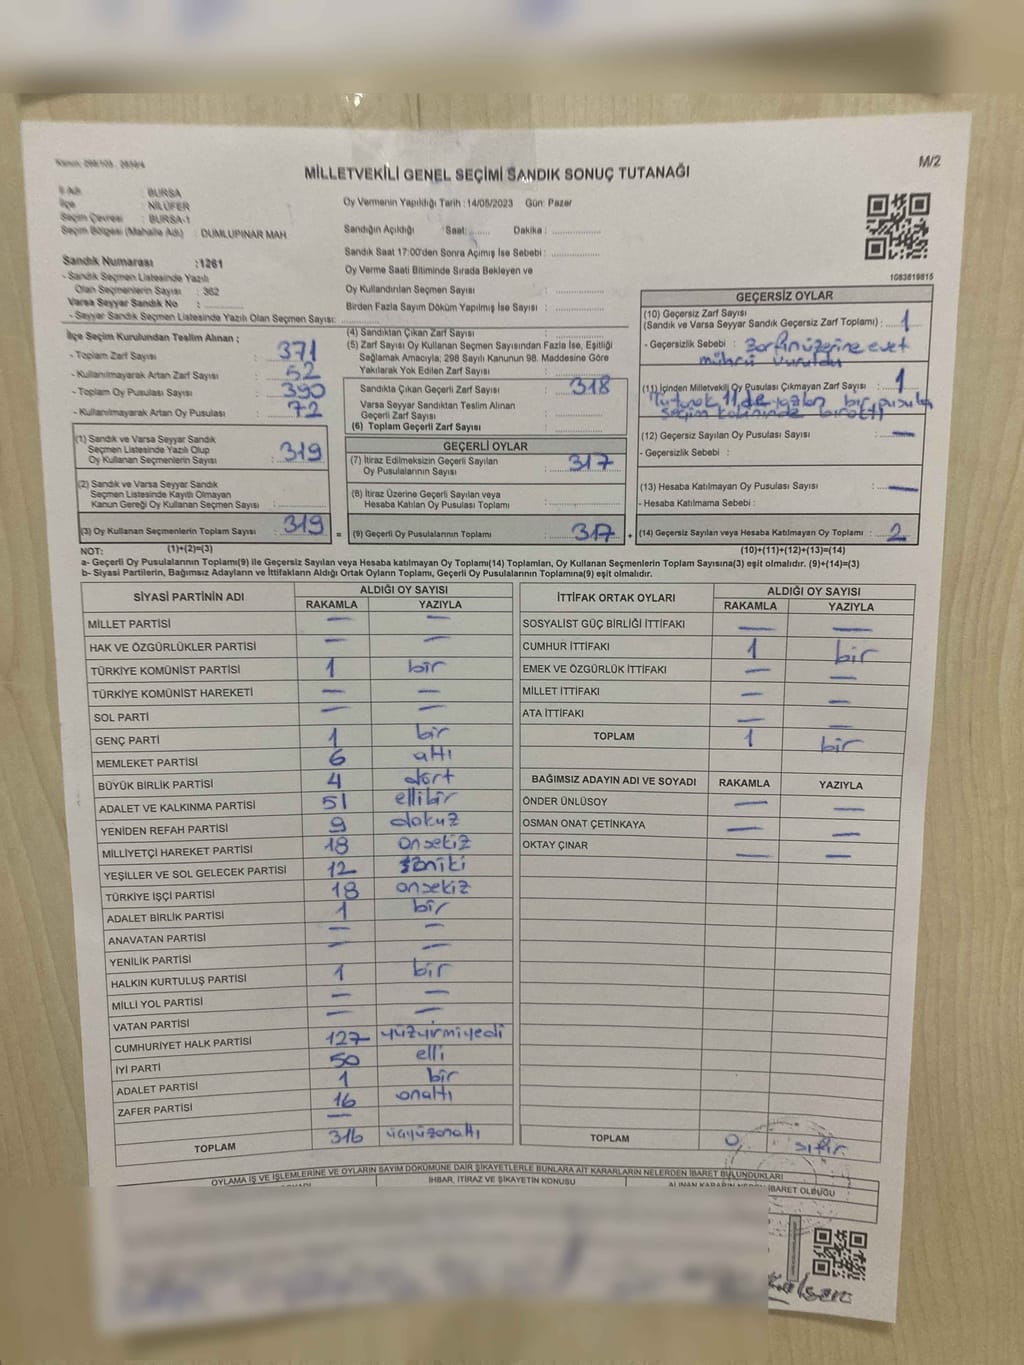 Kanun: 298/105 , 2839/4
M/2
MİLLETVEKİLİ GENEL SEÇİMİ SANDIK SONUÇ TUTANAĞI
İl Adı : BURSA
İlçe : NİLÜFER
Seçim Çevresi : BURSA-1
Seçim Bölgesi (Mahalle Adı) : DUMLUPINAR MAH
Sandık Numarası :1261
- Sandık Seçmen Listesinde Yazılı
Olan Seçmenlerin Sayısı : 362
Varsa Seyyar Sandık No :
- Seyyar Sandık Seçmen Listesinde Yazılı Olan Seçmen Sayısı:
Oy Vermenin Yapıldığı Tarih :14/05/2023 Gün: Pazar
Sandığın Açıldığı Saat: Dakika :
Sandık Saat 17:00'den Sonra Açılmış İse Sebebi :
Oy Verme Saati Bitiminde Sırada Bekleyen ve
Oy Kullandırılan Seçmen Sayısı :
Birden Fazla Sayım Döküm Yapılmış İse Sayısı :
1083819815
İlçe Seçim Kurulundan Teslim Alınan ;
- Toplam Zarf Sayısı : 371
- Kullanılmayarak Artan Zarf Sayısı : 52
- Toplam Oy Pusulası Sayısı : 390
- Kullanılmayarak Artan Oy Pusulası : 72
(1) Sandık ve Varsa Seyyar Sandık
Seçmen Listesinde Yazılı Olup
Oy Kullanan Seçmenlerin Sayısı : 319
(2) Sandık ve Varsa Seyyar Sandık
Seçmen Listesinde Kayıtlı Olmayan
Kanun Gereği Oy Kullanan Seçmen Sayısı :
(3) Oy Kullanan Seçmenlerin Toplam Sayısı : 319
(4) Sandıktan Çıkan Zarf Sayısı :
(5) Zarf Sayısı Oy Kullanan Seçmen Sayısından Fazla İse, Eşitliği
Sağlamak Amacıyla; 298 Sayılı Kanunun 98. Maddesine Göre
Yakılarak Yok Edilen Zarf Sayısı :
Sandıkta Çıkan Geçerli Zarf Sayısı : 318
Varsa Seyyar Sandıktan Teslim Alınan
Geçerli Zarf Sayısı :
(6) Toplam Geçerli Zarf Sayısı :
GEÇERLİ OYLAR
(7) İtiraz Edilmeksizin Geçerli Sayılan
Oy Pusulalarının Sayısı : 317
(8) İtiraz Üzerine Geçerli Sayılan veya
Hesaba Katılan Oy Pusulası Toplamı :
= (9) Geçerli Oy Pusulalarının Toplamı : 317 +
GEÇERSİZ OYLAR
(10) Geçersiz Zarf Sayısı
(Sandık ve Varsa Seyyar Sandık Geçersiz Zarf Toplamı) : 1
- Geçersizlik Sebebi : zarfın üzerine evet
mührü vuruldu
(11) İçinden Milletvekili Oy Pusulası Çıkmayan Zarf Sayısı : 1
Tutanak 11.de yazılan bir pusula
seçim kabininde bıraktı
(12) Geçersiz Sayılan Oy Pusulası Sayısı : —
- Geçersizlik Sebebi :
(13) Hesaba Katılmayan Oy Pusulası Sayısı : —
- Hesaba Katılmama Sebebi :
(14) Geçersiz Sayılan veya Hesaba Katılmayan Oy Toplamı : 2
NOT: (1)+(2)=(3) (10)+(11)+(12)+(13)=(14)
a- Geçerli Oy Pusulasının Toplamı(9) ile Geçersiz Sayılan veya Hesaba katılmayan Oy Toplamı(14) Toplamları, Oy Kullanan Seçmenlerin Toplam Sayısına(3) eşit olmalıdır. (9)+(14)=(3)
b- Siyasi Partilerin, Bağımsız Adayların ve İttifakların Aldığı Ortak Oyların Toplamı, Geçerli Oy Pusulalarının Toplamına(9) eşit olmalıdır.
SİYASİ PARTİNİN ADI ALDIĞI OY SAYISI
RAKAMLA YAZIYLA
MİLLET PARTİSİ — —
HAK VE ÖZGÜRLÜKLER PARTİSİ — —
TÜRKİYE KOMÜNİST PARTİSİ 1 bir
TÜRKİYE KOMÜNİST HAREKETİ — —
SOL PARTİ — —
GENÇ PARTİ 1 bir
MEMLEKET PARTİSİ 6 altı
BÜYÜK BİRLİK PARTİSİ 4 dört
ADALET VE KALKINMA PARTİSİ 51 ellibir
YENİDEN REFAH PARTİSİ 9 dokuz
MİLLİYETÇİ HAREKET PARTİSİ 18 onsekiz
YEŞİLLER VE SOL GELECEK PARTİSİ 12 oniki
TÜRKİYE İŞÇİ PARTİSİ 18 onsekiz
ADALET BİRLİK PARTİSİ 1 bir
ANAVATAN PARTİSİ — —
YENİLİK PARTİSİ — —
HALKIN KURTULUŞ PARTİSİ 1 bir
MİLLİ YOL PARTİSİ — —
VATAN PARTİSİ — —
CUMHURİYET HALK PARTİSİ 127 yüzyirmiyedi
İYİ PARTİ 50 elli
ADALET PARTİSİ 1 bir
ZAFER PARTİSİ 16 onaltı
—
TOPLAM 316 üçyüzonaltı
İTTİFAK ORTAK OYLARI ALDIĞI OY SAYISI
RAKAMLA YAZIYLA
SOSYALİST GÜÇ BİRLİĞİ İTTİFAKI — —
CUMHUR İTTİFAKI 1 bir
EMEK VE ÖZGÜRLÜK İTTİFAKI — —
MİLLET İTTİFAKI — —
ATA İTTİFAKI — —
TOPLAM 1 bir
BAĞIMSIZ ADAYIN ADI VE SOYADI RAKAMLA YAZIYLA
ÖNDER ÜNLÜSOY — —
OSMAN ONAT ÇETİNKAYA — —
OKTAY ÇINAR — —
TOPLAM 0 sıfır
OYLAMA İŞ VE İŞLEMLERİNE VE OYLARIN SAYIM DÖKÜMÜNE DAİR ŞİKAYETLERLE BUNLARA AİT KARARLARIN NELERDEN İBARET BULUNDUKLARI
İHBAR, İTİRAZ VE ŞİKAYETİN KONUSU
ALINAN KARARIN NEDEN İBARET OLDUĞU